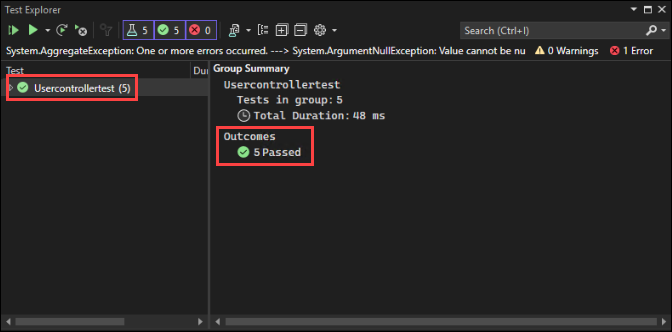 Test Explorer
5 5 0 Search (Ctrl+I)
System.AggregateException: One or more errors occurred. ---> System.ArgumentNullException: Value cannot be nu 0 Warnings 1 Error
Test Dur
Usercontrollertest (5)
Group Summary
Usercontrollertest
Tests in group: 5
Total Duration: 48 ms
Outcomes
5 Passed